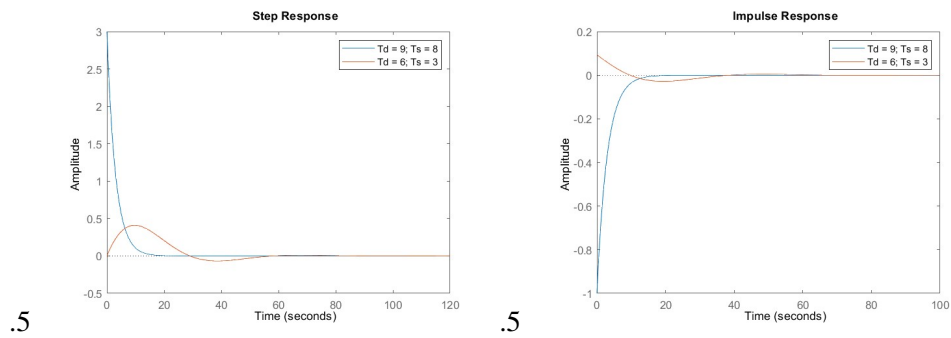 Step Response
3
2.5
2
1.5
1
0.5
0
-0.5
0 20 40 60 80 100 120
Time (seconds)
Amplitude
Td = 9; Ts = 8
Td = 6; Ts = 3
.5
Impulse Response
0.2
0
-0.2
-0.4
-0.6
-0.8
-1
0 20 40 60 80 100
Time (seconds)
Amplitude
Td = 9; Ts = 8
Td = 6; Ts = 3
.5